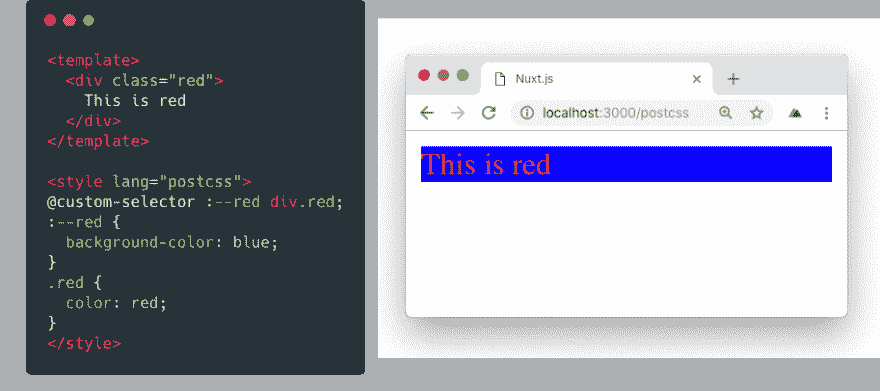 <template>
  <div class="red">
    This is red
  </div>
</template>

<style lang="postcss">
@custom-selector :--red div.red;
:--red {
  background-color: blue;
}
.red {
  color: red;
}
</style>
Nuxt.js
localhost:3000/postcss
This is red